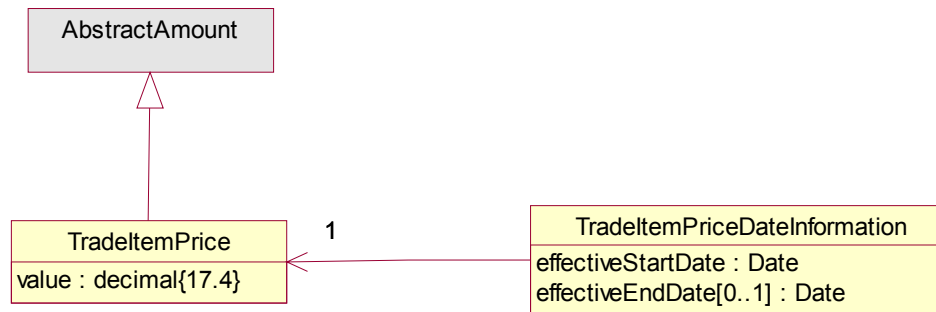 AbstractAmount
TradeItemPrice
value : decimal{17.4}
1
TradeItemPriceDateInformation
effectiveStartDate : Date
effectiveEndDate[0..1] : Date